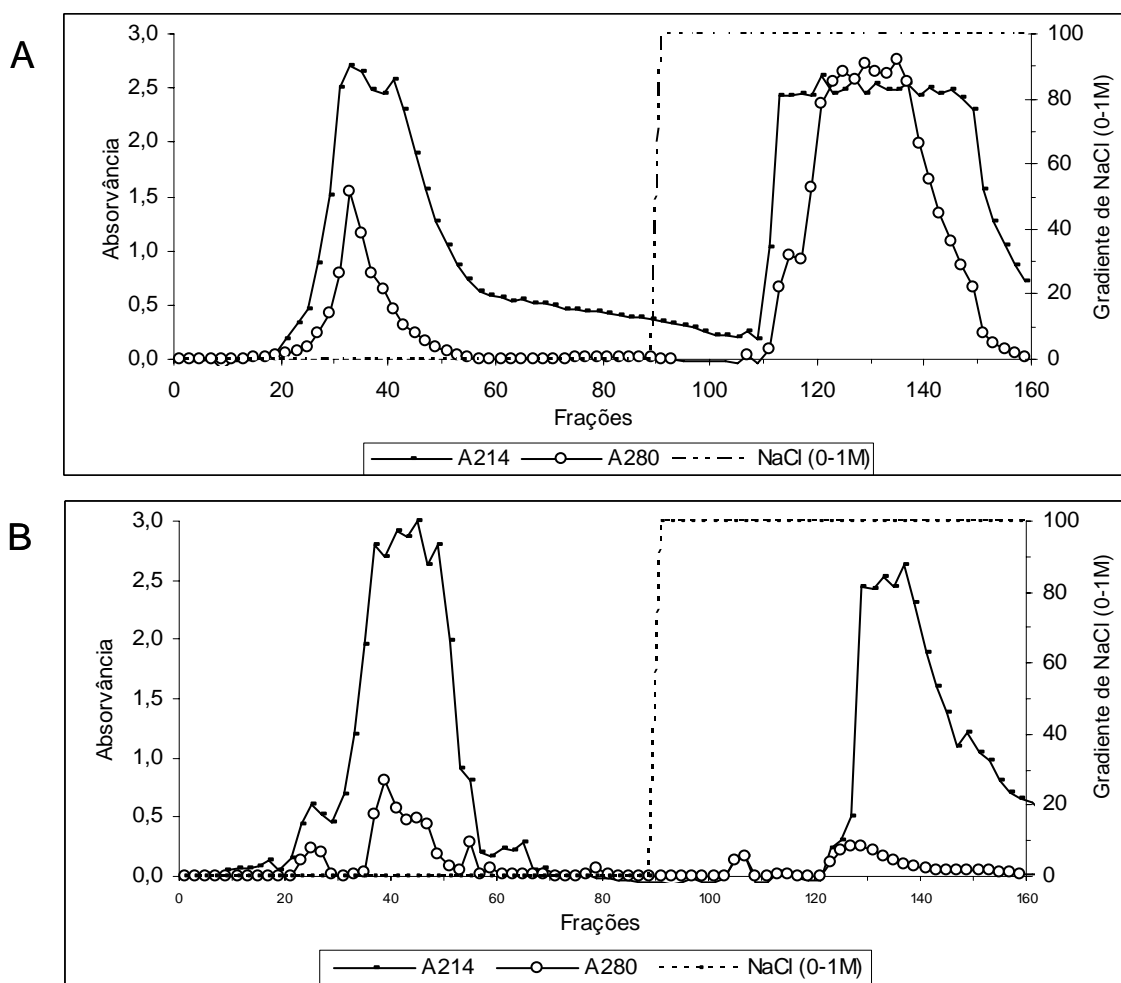 A
3,0
2,5
2,0
1,5
1,0
0,5
0,0
Absorvância
100
80
60
40
20
0
Gradiente de NaCl (0-1M)
0 20 40 60 80 100 120 140 160
Frações
A214 A280 NaCl (0-1M)
B
3,0
2,5
2,0
1,5
1,0
0,5
0,0
Absorvância
100
80
60
40
20
0
Gradiente de NaCl (0-1M)
0 20 40 60 80 100 120 140 160
Frações
A214 A280 NaCl (0-1M)